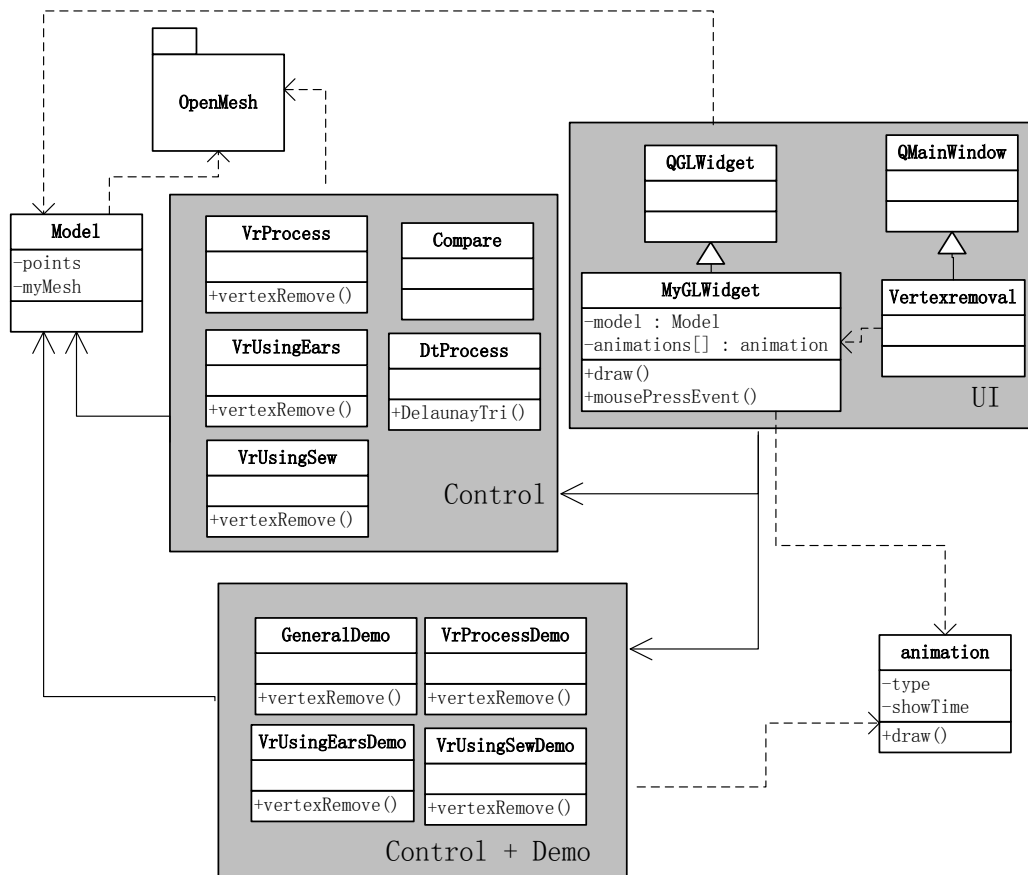 OpenMesh
QGLWidget
QMainWindow
Model
-points
-myMesh
VrProcess
+vertexRemove()
Compare
VrUsingEars
+vertexRemove()
DtProcess
+DelaunayTri()
VrUsingSew
+vertexRemove()
Control
MyGLWidget
-model : Model
-animations[] : animation
+draw()
+mousePressEvent()
Vertexremoval
UI
GeneralDemo
+vertexRemove()
VrProcessDemo
+vertexRemove()
VrUsingEarsDemo
+vertexRemove()
VrUsingSewDemo
+vertexRemove()
Control + Demo
animation
-type
-showTime
+draw()